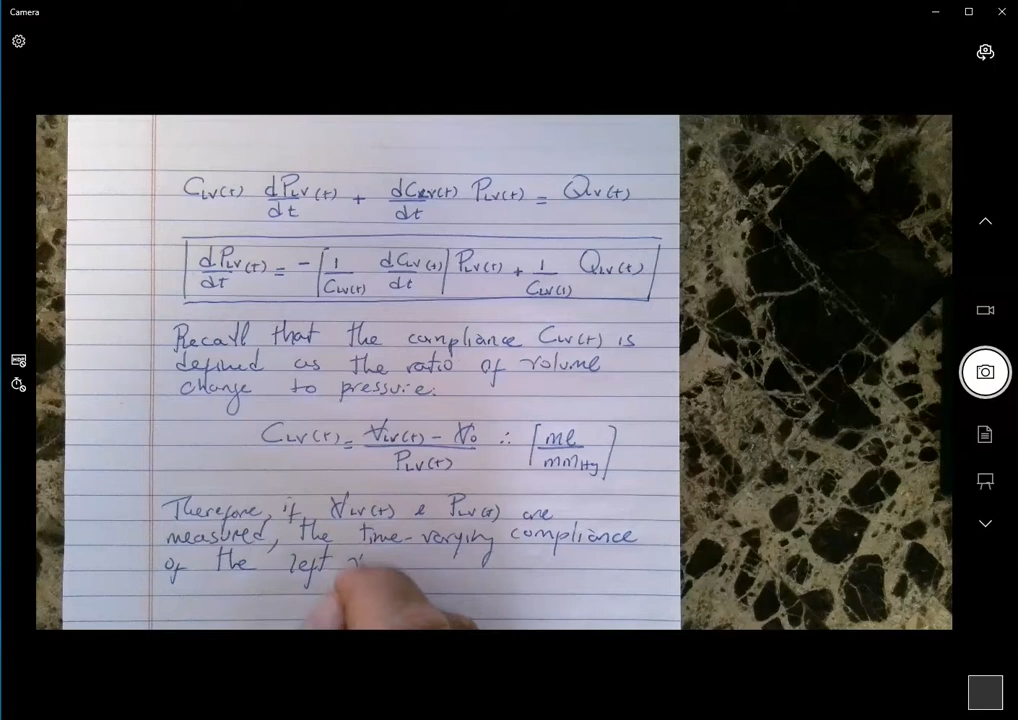 Camera
C_LV(t) dP_LV(t)/dt + dC_LV(t)/dt P_LV(t) = Q_LV(t)
dP_LV(t)/dt = - [1/C_LV(t) dC_LV(t)/dt] P_LV(t) + 1/C_LV(t) Q_LV(t)
Recall that the compliance C_LV(t) is
defined as the ratio of volume
change to pressure:
C_LV(t) = V_LV(t) - V_0 / P_LV(t) ∴ [ml/mmHg]
Therefore, if V_LV(t) & P_LV(t) are
measured, the time-varying compliance
of the left